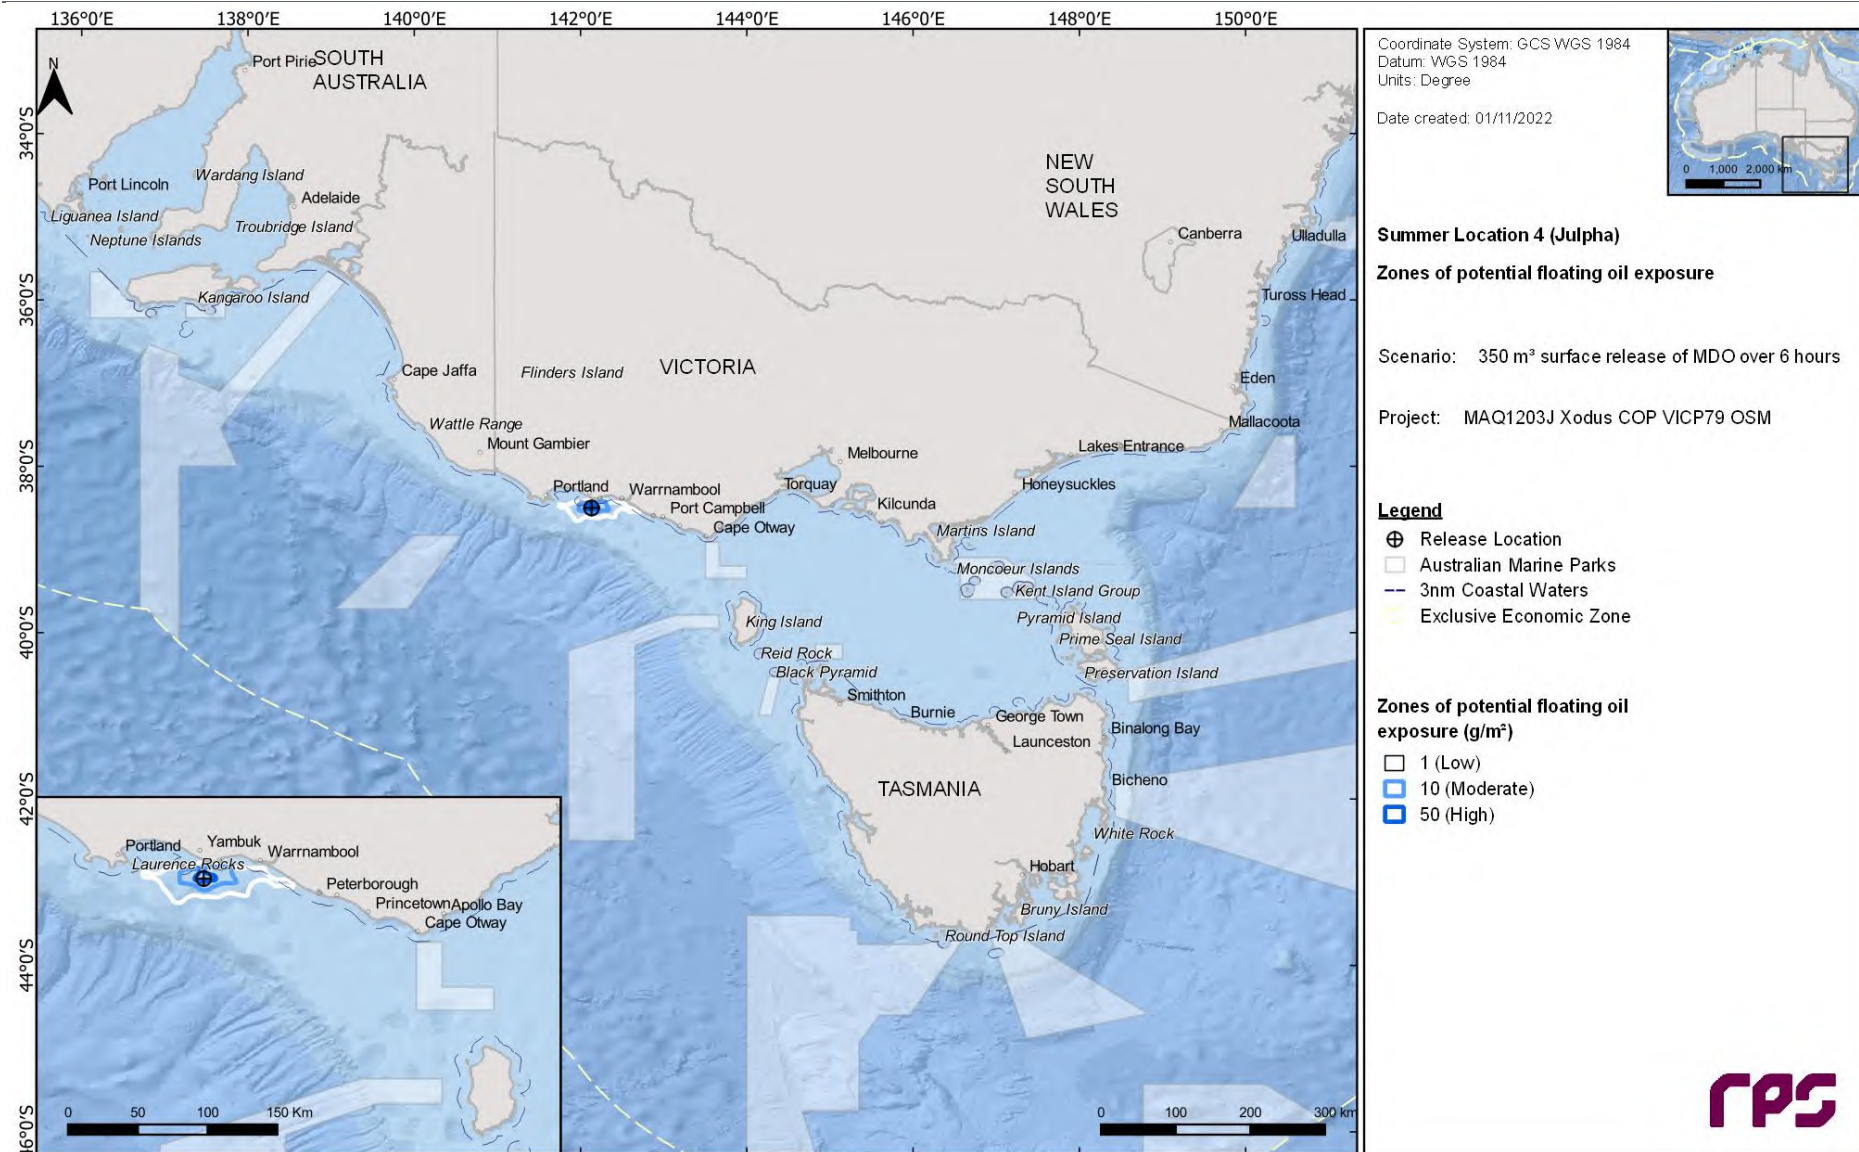 136°0'E 138°0'E 140°0'E 142°0'E 144°0'E 146°0'E 148°0'E 150°0'E
34°0'S
36°0'S
38°0'S
40°0'S
42°0'S
44°0'S
46°0'S
N
Port Pirie
SOUTH
AUSTRALIA
Wardang Island
Port Lincoln
Adelaide
Liguanea Island
Troubridge Island
Neptune Islands
Kangaroo Island
NEW
SOUTH
WALES
Canberra
Ulladulla
Tuross Head
Cape Jaffa
Flinders Island
VICTORIA
Eden
Wattle Range
Mount Gambier
Mallacoota
Melbourne
Lakes Entrance
Portland
Warrnambool
Torquay
Honeysuckles
Port Campbell
Kilcunda
Cape Otway
Martins Island
Moncoeur Islands
Kent Island Group
King Island
Pyramid Island
Prime Seal Island
Reid Rock
Black Pyramid
Preservation Island
Smithton
Burnie
George Town
Binalong Bay
Launceston
TASMANIA
Bicheno
White Rock
Hobart
Bruny Island
Round Top Island
0 100 200 300 km
Portland
Yambuk
Warrnambool
Laurence Rocks
Peterborough
Princetown
Apollo Bay
Cape Otway
0 50 100 150 Km
Coordinate System: GCS WGS 1984
Datum: WGS 1984
Units: Degree
Date created: 01/11/2022
0 1,000 2,000 km
Summer Location 4 (Julpha)
Zones of potential floating oil exposure
Scenario: 350 m³ surface release of MDO over 6 hours
Project: MAQ1203J Xodus COP VICP79 OSM
Legend
Release Location
Australian Marine Parks
3nm Coastal Waters
Exclusive Economic Zone
Zones of potential floating oil
exposure (g/m²)
1 (Low)
10 (Moderate)
50 (High)
rps